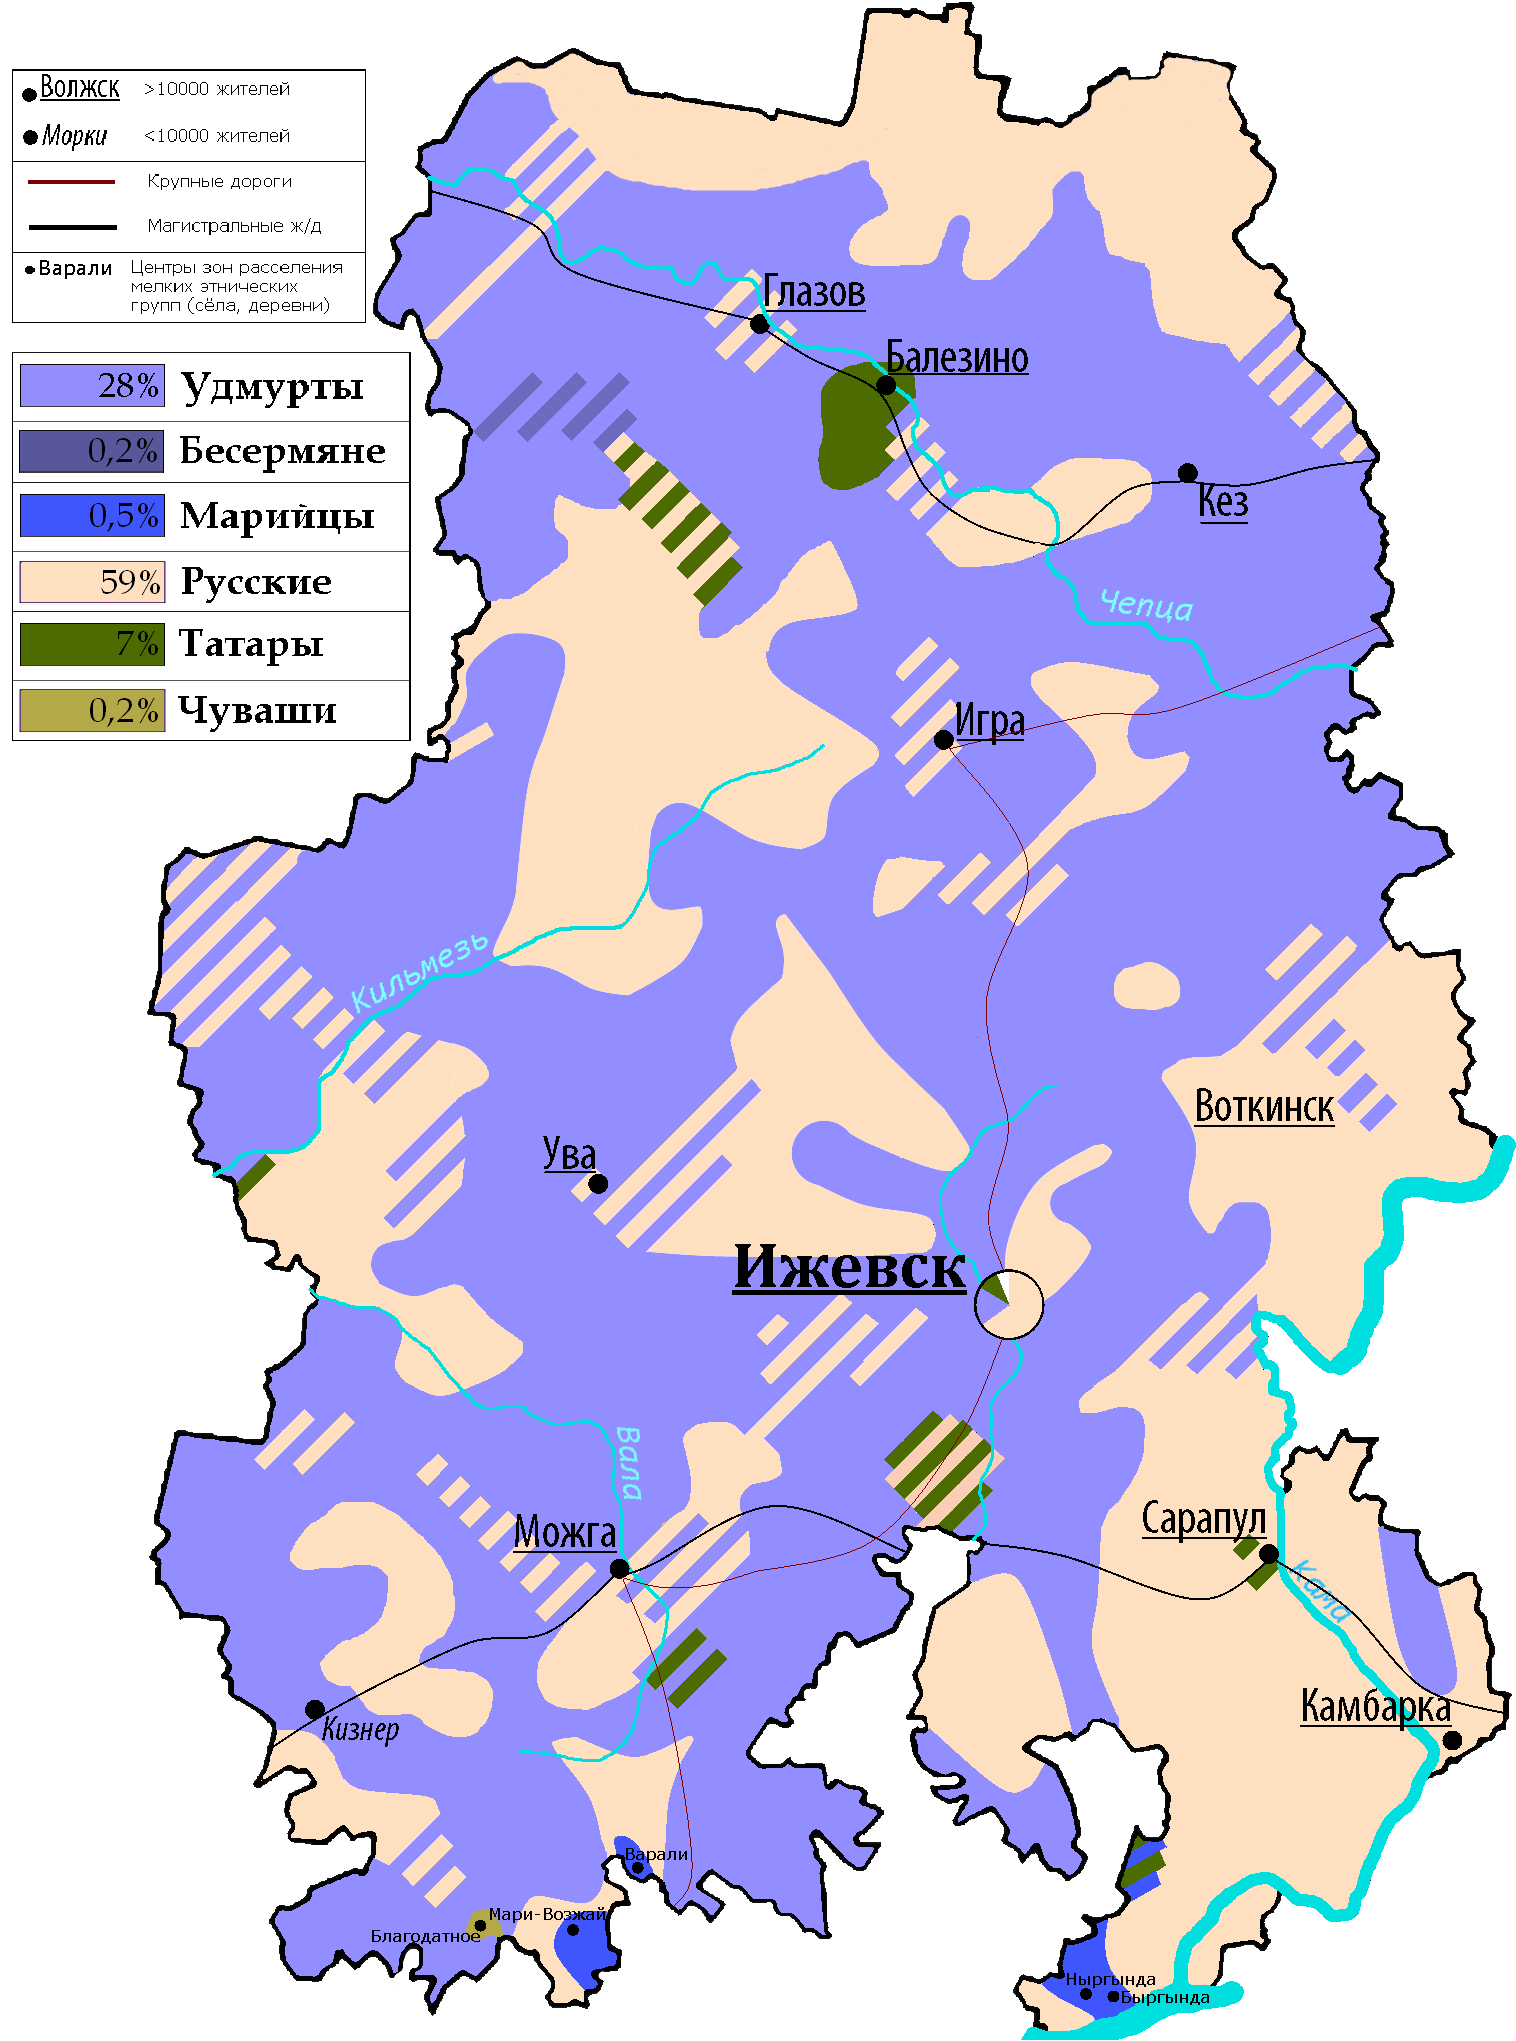 Волжск >10000 жителей
Морки <10000 жителей
Крупные дороги
Магистральные ж/д
Варали Центры зон расселения
мелких этнических
групп (сёла, деревни)
28% Удмурты
0,2% Бесермяне
0,5% Марийцы
59% Русские
7% Татары
0,2% Чуваши
Глазов
Балезино
Кез
Чепца
Игра
Кильмезь
Воткинск
Ува
Ижевск
Вала
Можга
Сарапул
Кама
Камбарка
Кизнер
Варали
Мари-Возжай
Благодатное
Ныргында
Быргында